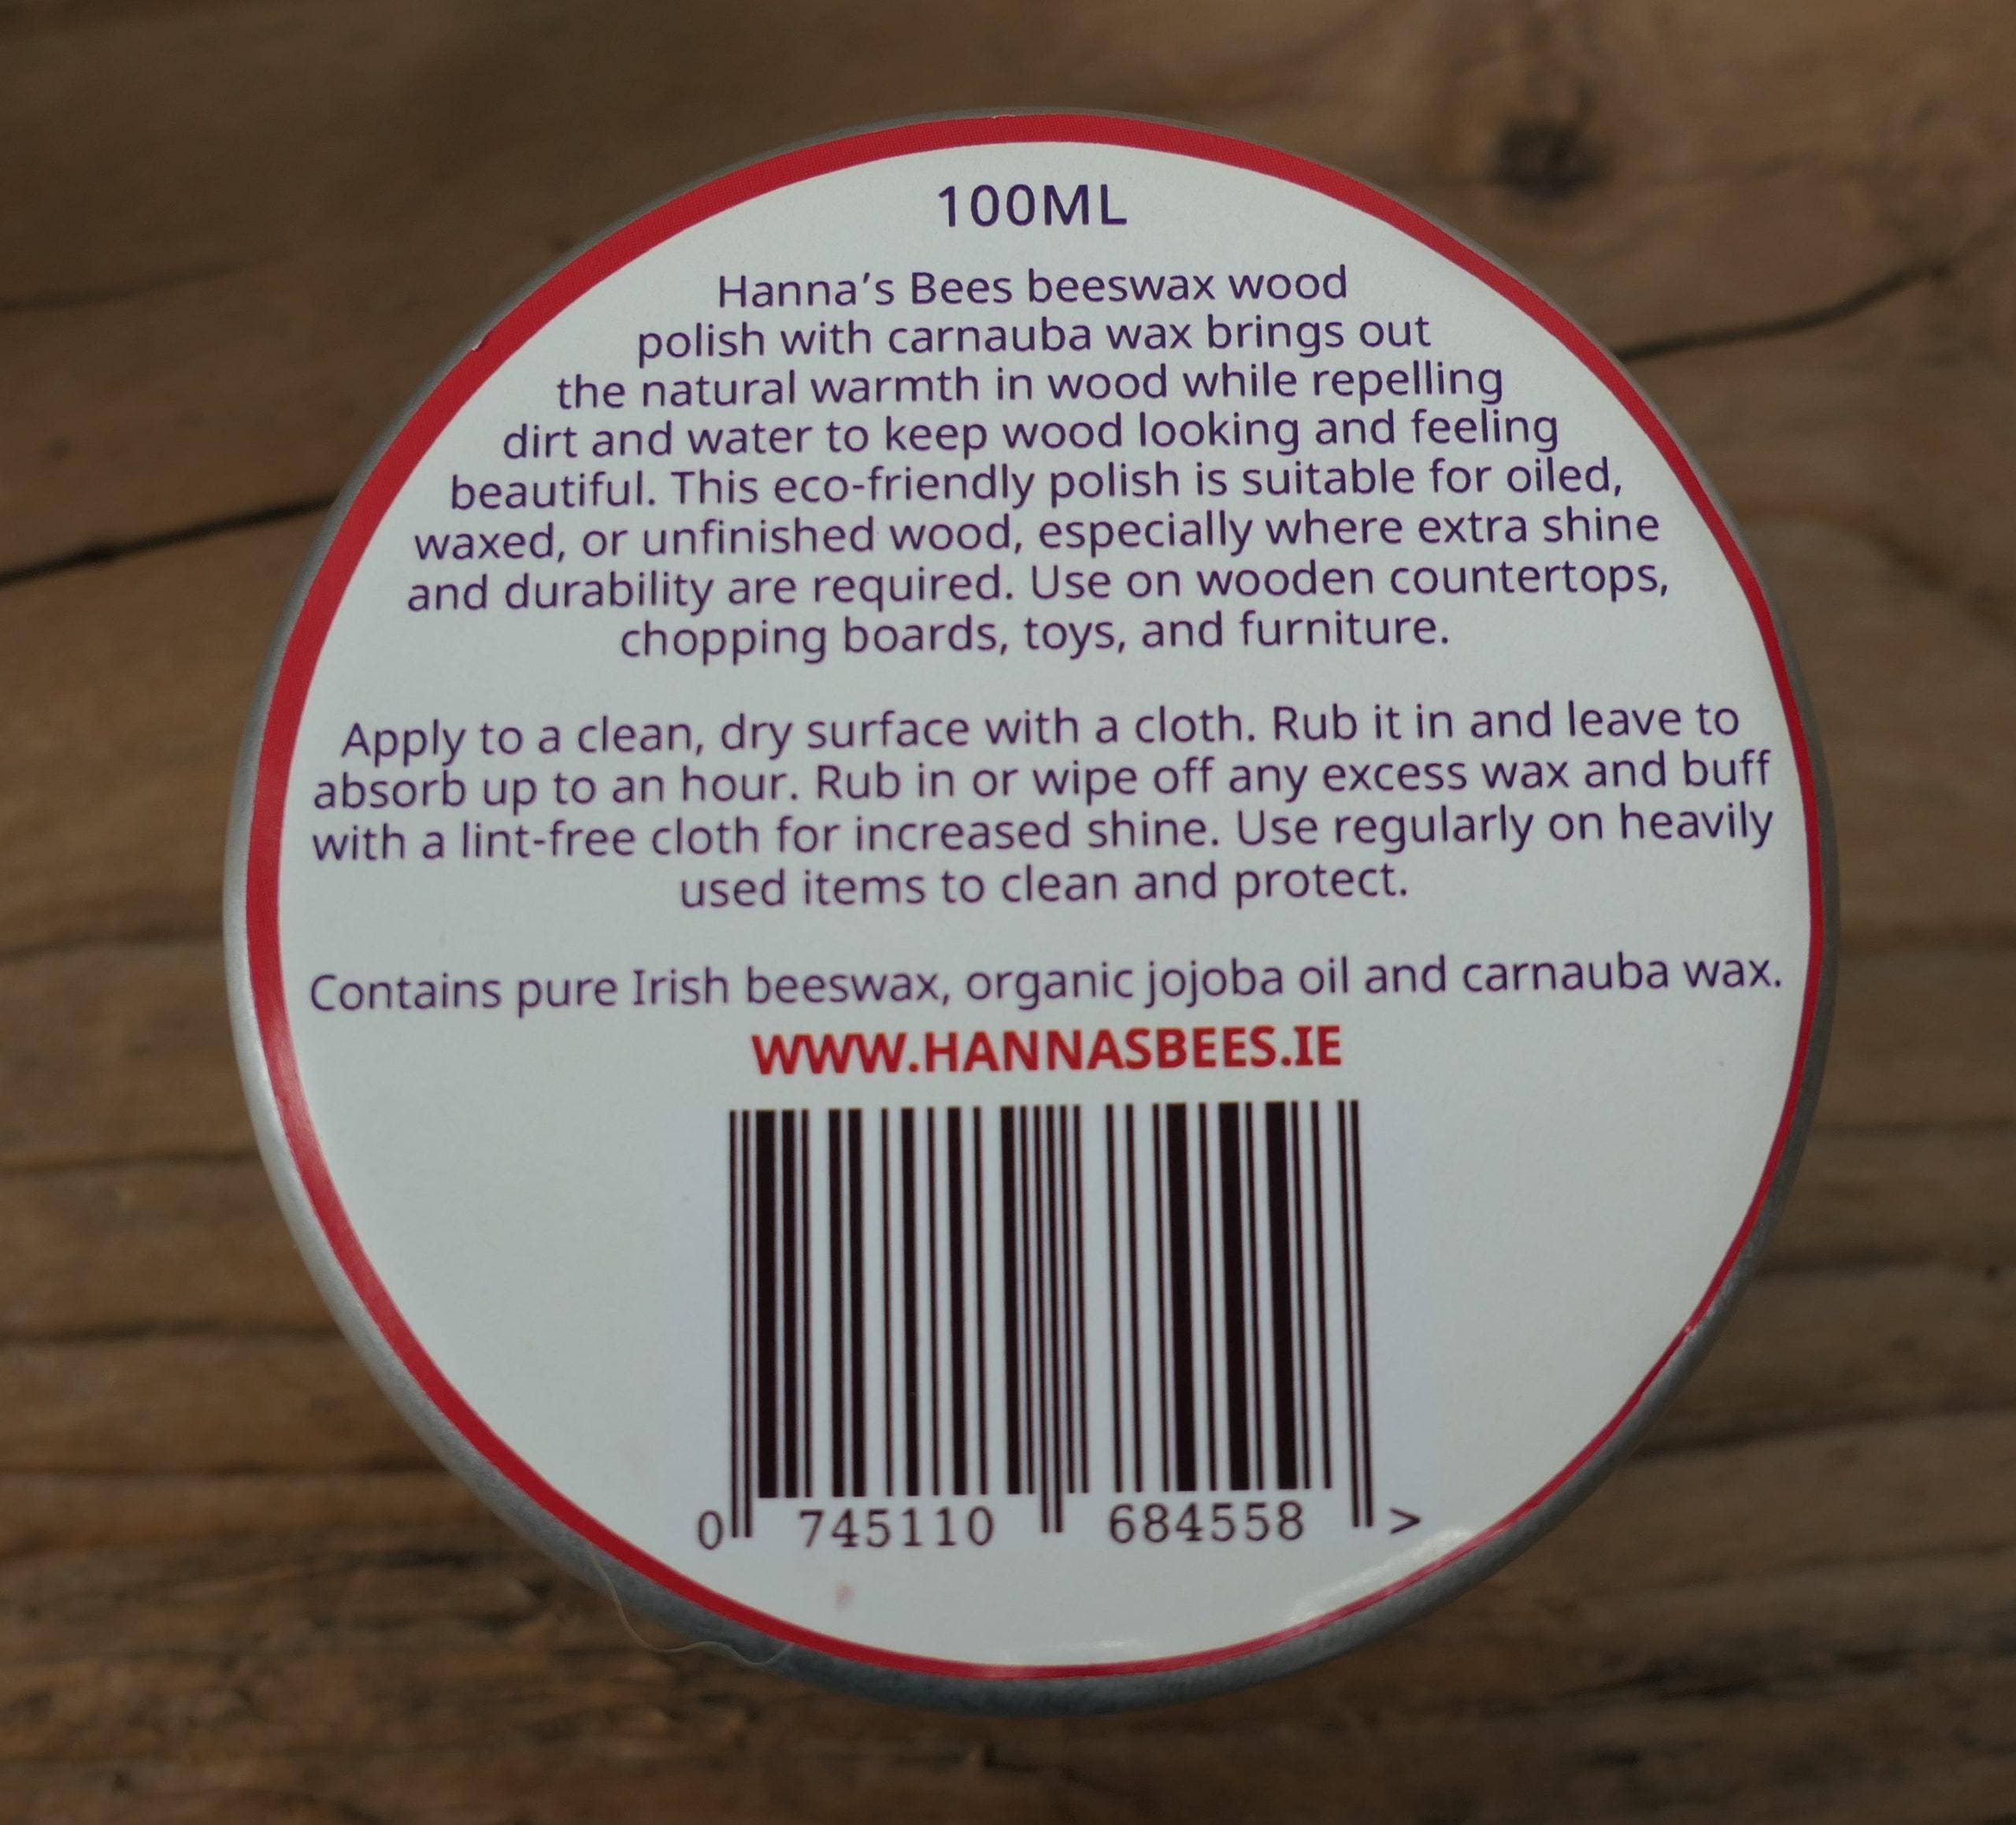 100ML
Hanna's Bees beeswax wood
polish with carnauba wax brings out
the natural warmth in wood while repelling
dirt and water to keep wood looking and feeling
beautiful. This eco-friendly polish is suitable for oiled,
waxed, or unfinished wood, especially where extra shine
and durability are required. Use on wooden countertops,
chopping boards, toys, and furniture.
Apply to a clean, dry surface with a cloth. Rub it in and leave to
absorb up to an hour. Rub in or wipe off any excess wax and buff
with a lint-free cloth for increased shine. Use regularly on heavily
used items to clean and protect.
Contains pure Irish beeswax, organic jojoba oil and carnauba wax.
WWW.HANNASBEES.IE
0 745110 684558 >